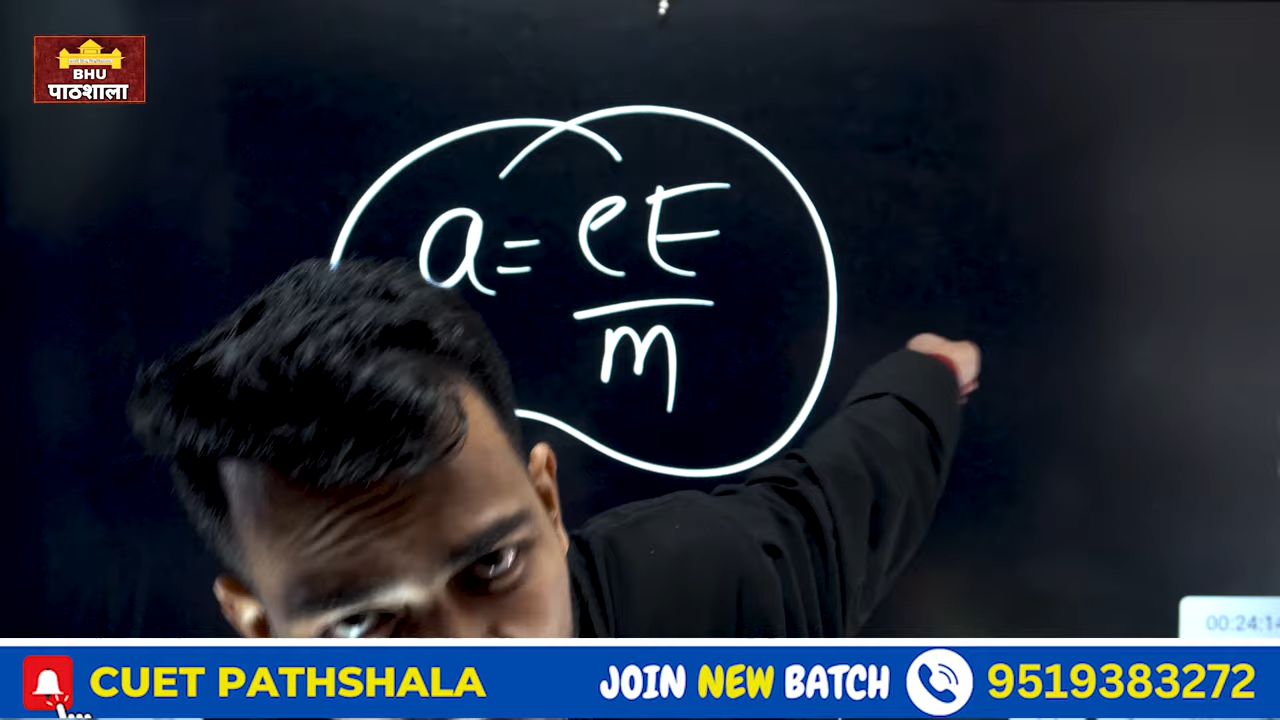 BHU
पाठशाला
a = eE
m
00:24:14
CUET PATHSHALA
JOIN NEW BATCH
9519383272